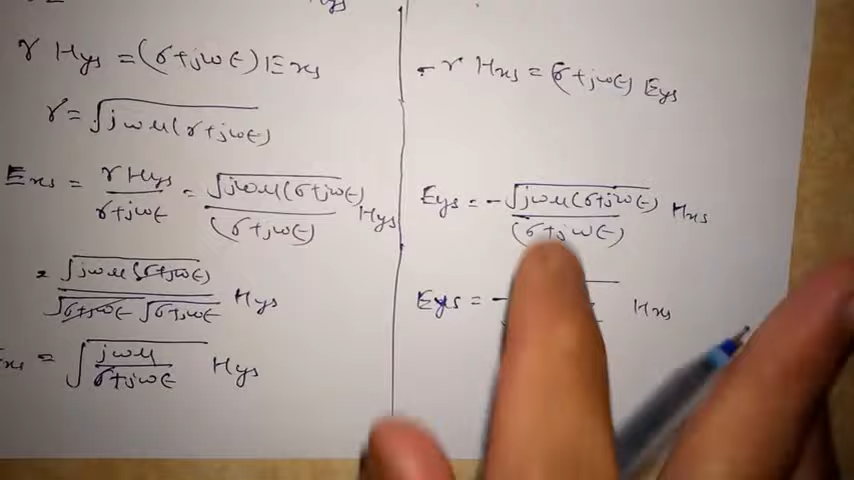 Hys
γ Hys = (σ+jωϵ) Exs
γ = √jωμ(σ+jωϵ)
Exs = γ Hys / σ+jωϵ = √jωμ(σ+jωϵ) / (σ+jωϵ) Hys
= √jωμ(σ+jωϵ) / √σ+jωϵ √σ+jωϵ Hys
Exs = √jωμ / σ+jωϵ Hys
-γ Hxs = (σ+jωϵ) Eys
Eys = -√jωμ(σ+jωϵ) / (σ+jωϵ) Hxs
Eys = - Hxs